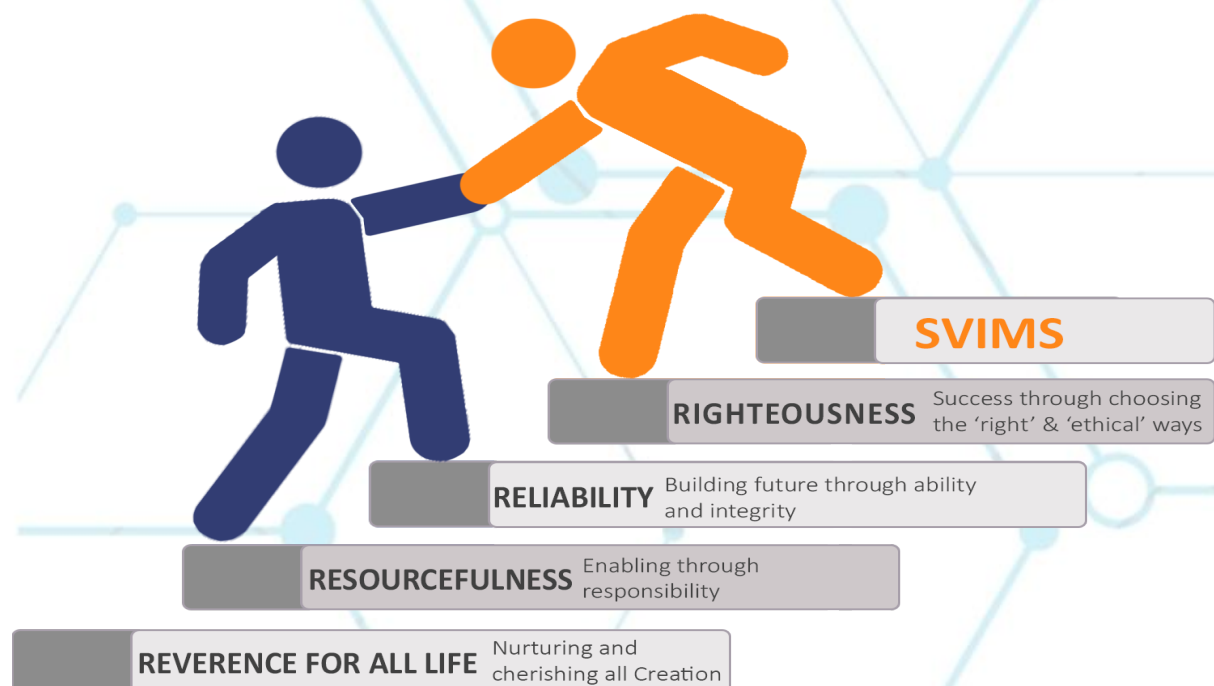 SVIMS
RIGHTEOUSNESS Success through choosing
the ‘right’ & ‘ethical’ ways
RELIABILITY Building future through ability
and integrity
RESOURCEFULNESS Enabling through
responsibility
REVERENCE FOR ALL LIFE Nurturing and
cherishing all Creation